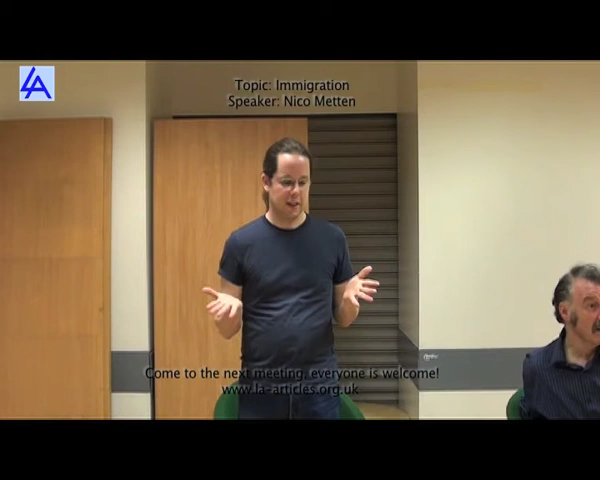 LA
Topic: Immigration
Speaker: Nico Metten
Come to the next meeting, everyone is welcome!
www.la-articles.org.uk